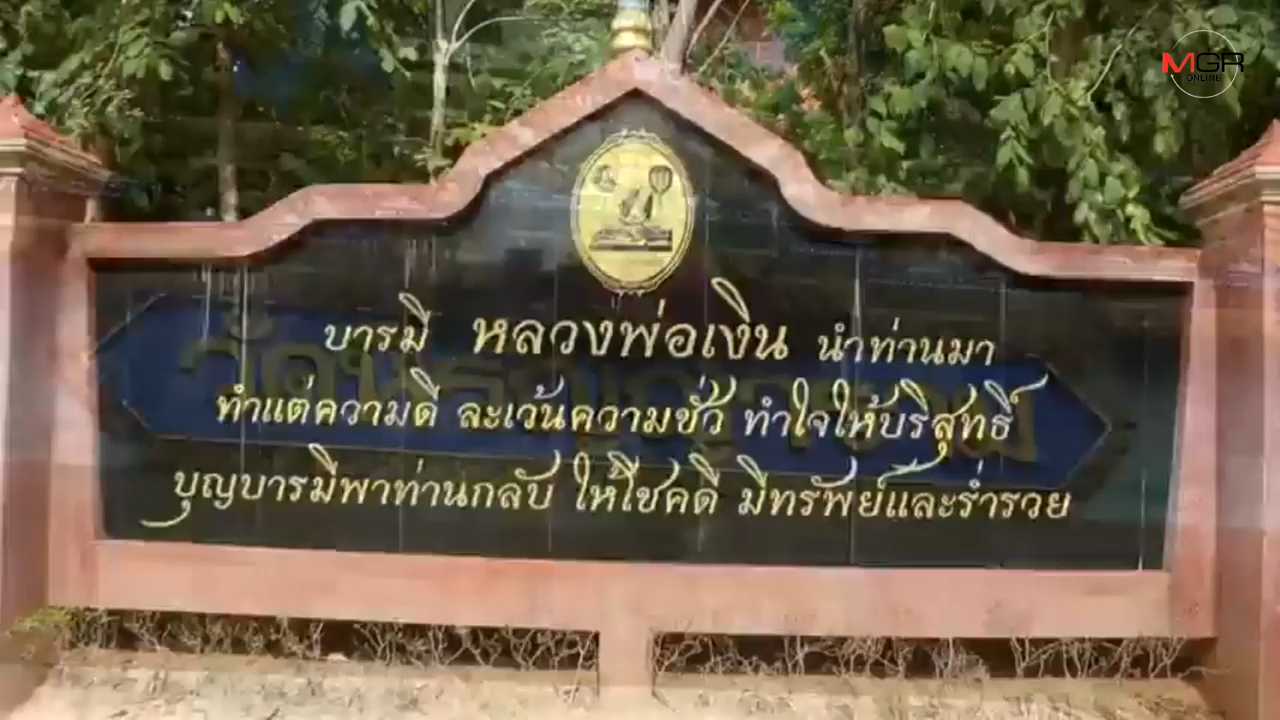 MGR
ONLINE
บารมี หลวงพ่อเงิน นำท่านมา
ทำแต่ความดี ละเว้นความชั่ว ทำใจให้บริสุทธิ์
บุญบารมีพาท่านกลับ ให้โชคดี มีทรัพย์และร่ำรวย